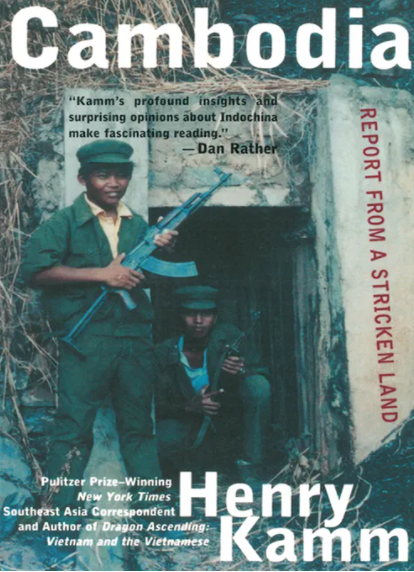 Cambodia
“Kamm's profound insights and
surprising opinions about Indochina
make fascinating reading.”
—Dan Rather
REPORT FROM A STRICKEN LAND
Pulitzer Prize–Winning
New York Times
Southeast Asia Correspondent
and Author of Dragon Ascending:
Vietnam and the Vietnamese
Henry
Kamm